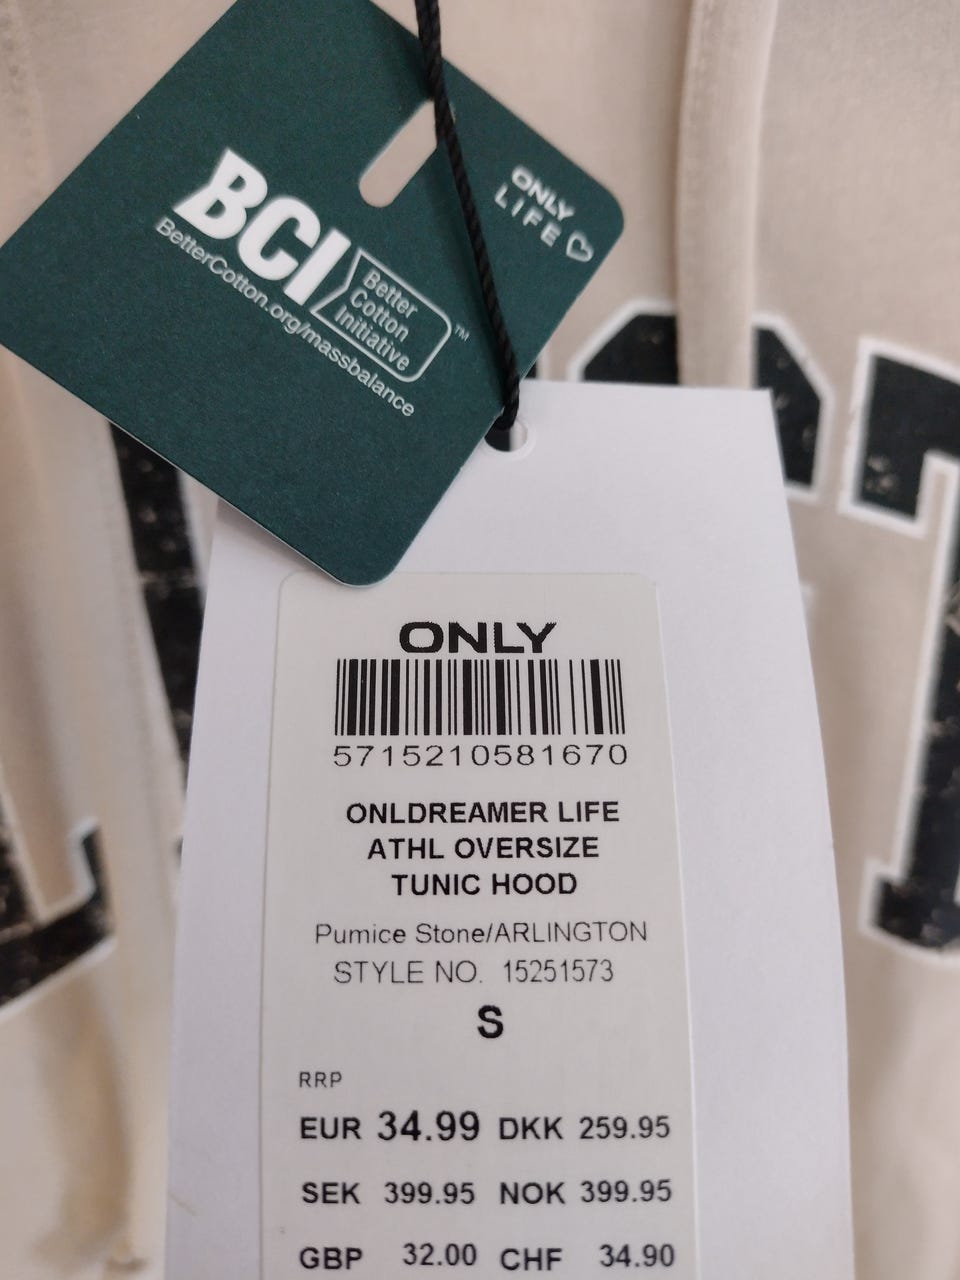 ONLY
LIFE
BCI
Better
Cotton
Initiative
TM
BetterCotton.org/massbalance
ONLY
5715210581670
ONLDREAMER LIFE
ATHL OVERSIZE
TUNIC HOOD
Pumice Stone/ARLINGTON
STYLE NO. 15251573
S
RRP
EUR 34.99 DKK 259.95
SEK 399.95 NOK 399.95
GBP 32.00 CHF 34.90